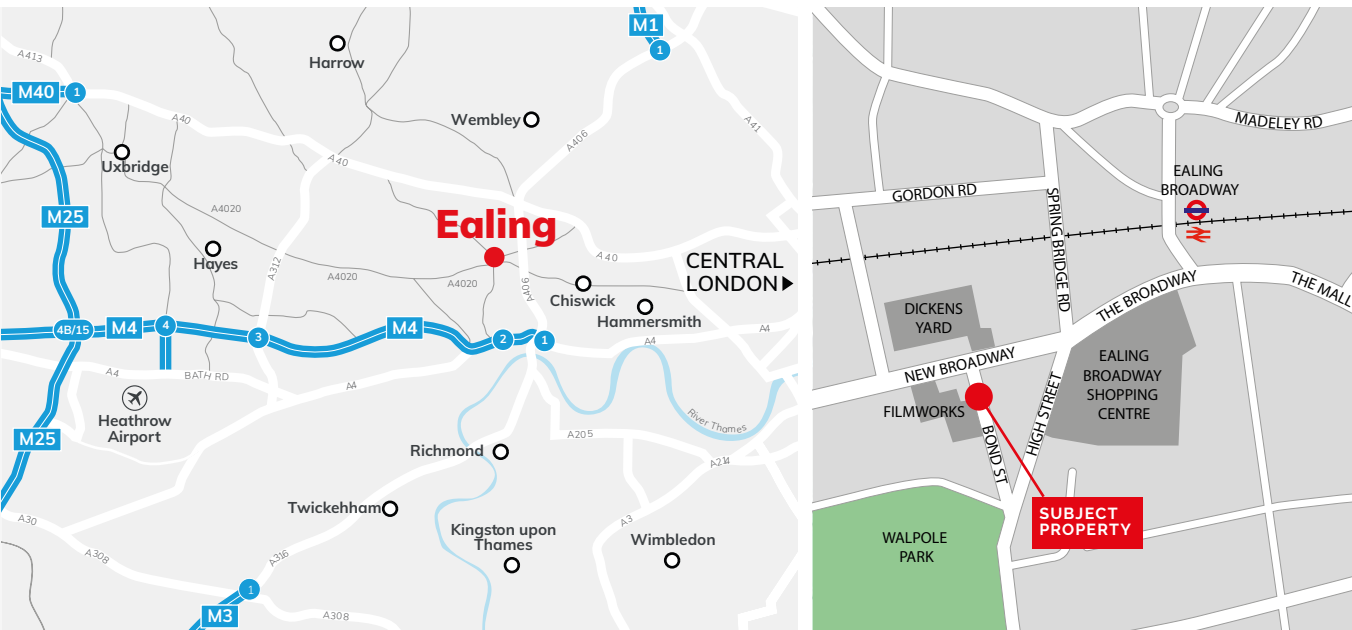 M1
1
A413
Harrow
M40
1
A40
Wembley
A406
A41
Uxbridge
A40
M25
A4020
Ealing
Hayes
A312
A4020
A4020
A406
A40
CENTRAL
LONDON
Chiswick
Hammersmith
4B/15
M4
4
3
M4
2
1
A4
A4
A4
BATH RD
A4
Heathrow
Airport
M25
River Thames
A205
A214
Richmond
Twickehham
Kingston upon
Thames
A3
Wimbledon
A30
A308
A316
1
M3
A308
MADELEY RD
EALING
BROADWAY
GORDON RD
SPRING BRIDGE RD
THE BROADWAY
THE MALL
DICKENS
YARD
NEW BROADWAY
EALING
BROADWAY
SHOPPING
CENTRE
FILMWORKS
BOND ST
HIGH STREET
SUBJECT
PROPERTY
WALPOLE
PARK